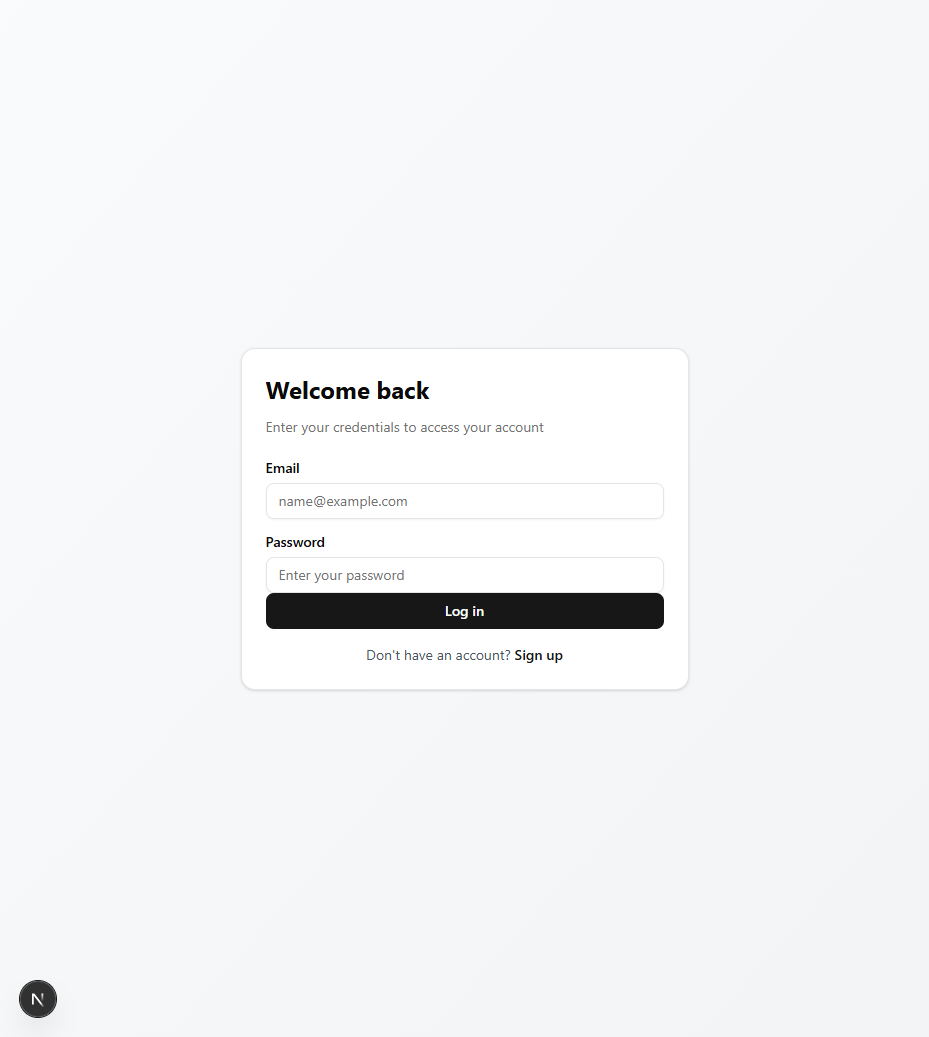 Welcome back
Enter your credentials to access your account
Email
name@example.com
Password
Enter your password
Log in
Don't have an account? Sign up
N